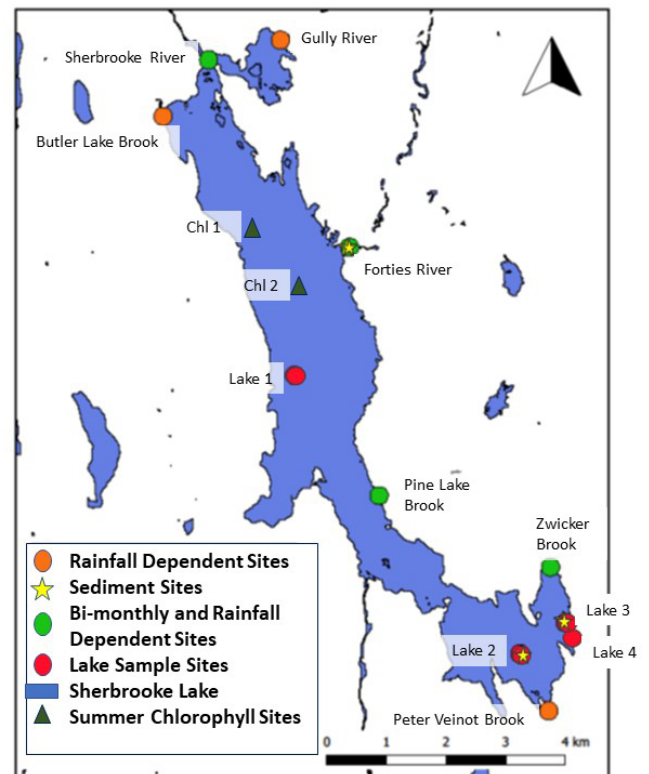 Gully River
Sherbrooke River
Butler Lake Brook
Chl 1
Forties River
Chl 2
Lake 1
Pine Lake
Brook
Zwicker
Brook
Rainfall Dependent Sites
Sediment Sites
Bi-monthly and Rainfall
Dependent Sites
Lake Sample Sites
Sherbrooke Lake
Summer Chlorophyll Sites
Lake 3
Lake 4
Lake 2
Peter Veinot Brook
0 1 2 3 4 km